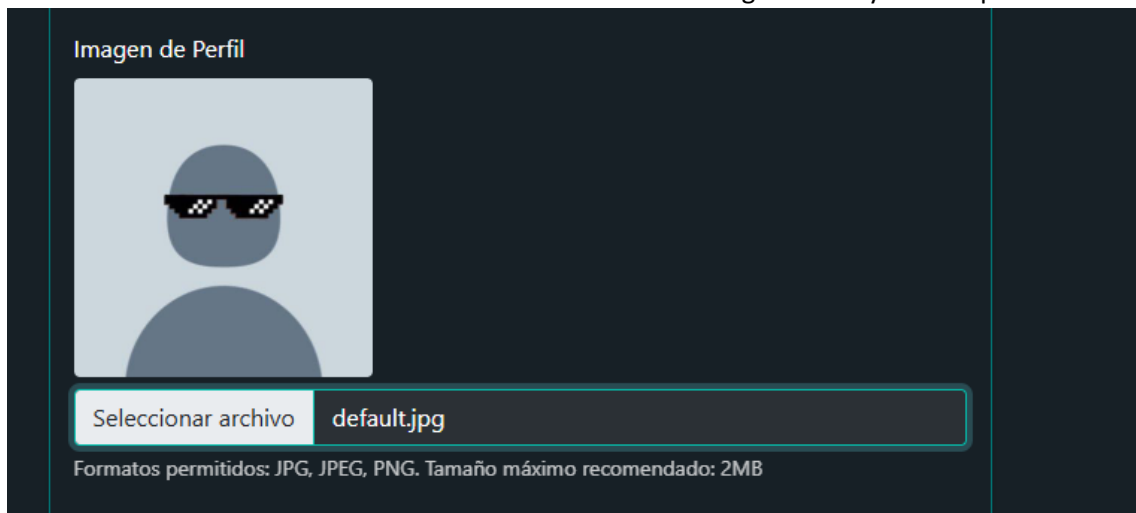 Imagen de Perfil
Seleccionar archivo default.jpg
Formatos permitidos: JPG, JPEG, PNG. Tamaño máximo recomendado: 2MB